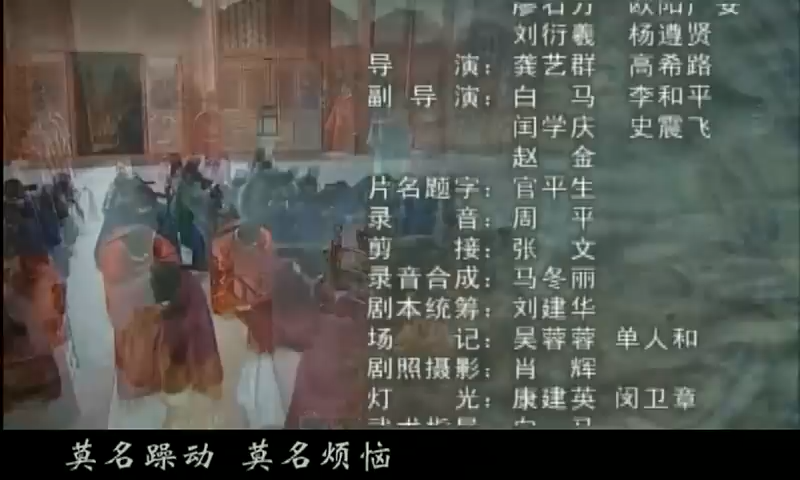 刘衍羲 杨遵贤
导演：龚艺群 高希路
副导演：白马 李和平
闫学庆 史震飞
赵金
片名题字：官平生
录音：周平
剪接：张文
录音合成：马冬丽
剧本统筹：刘建华
场记：吴蓉蓉 单人和
剧照摄影：肖辉
灯光：康建英 闵卫章
莫名躁动 莫名烦恼